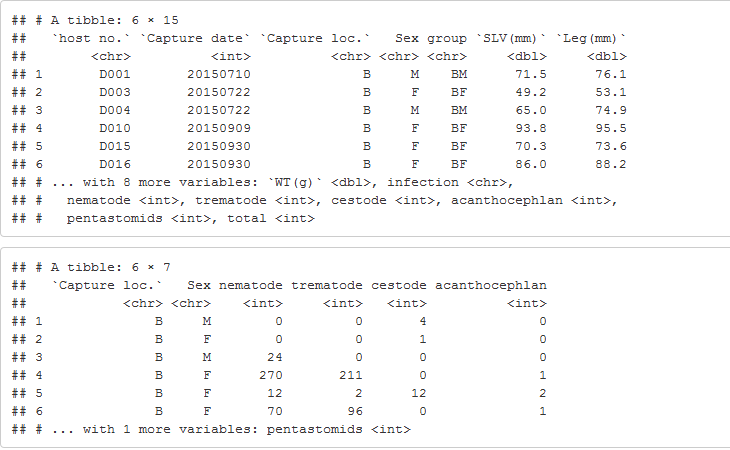 ## # A tibble: 6 × 15
##   `host no.` `Capture date` `Capture loc.`   Sex group `SLV(mm)` `Leg(mm)`
##        <chr>          <int>          <chr> <chr> <chr>     <dbl>     <dbl>
## 1       D001       20150710              B     M    BM      71.5      76.1
## 2       D003       20150722              B     F    BF      49.2      53.1
## 3       D004       20150722              B     M    BM      65.0      74.9
## 4       D010       20150909              B     F    BF      93.8      95.5
## 5       D015       20150930              B     F    BF      70.3      73.6
## 6       D016       20150930              B     F    BF      86.0      88.2
## # ... with 8 more variables: `WT(g)` <dbl>, infection <chr>,
## #   nematode <int>, trematode <int>, cestode <int>, acanthocephlan <int>,
## #   pentastomids <int>, total <int>
## # A tibble: 6 × 7
##   `Capture loc.`   Sex nematode trematode cestode acanthocephlan
##            <chr> <chr>    <int>     <int>   <int>          <int>
## 1              B     M        0         0       4              0
## 2              B     F        0         0       1              0
## 3              B     M       24         0       0              0
## 4              B     F      270       211       0              1
## 5              B     F       12         2      12              2
## 6              B     F       70        96       0              1
## # ... with 1 more variables: pentastomids <int>